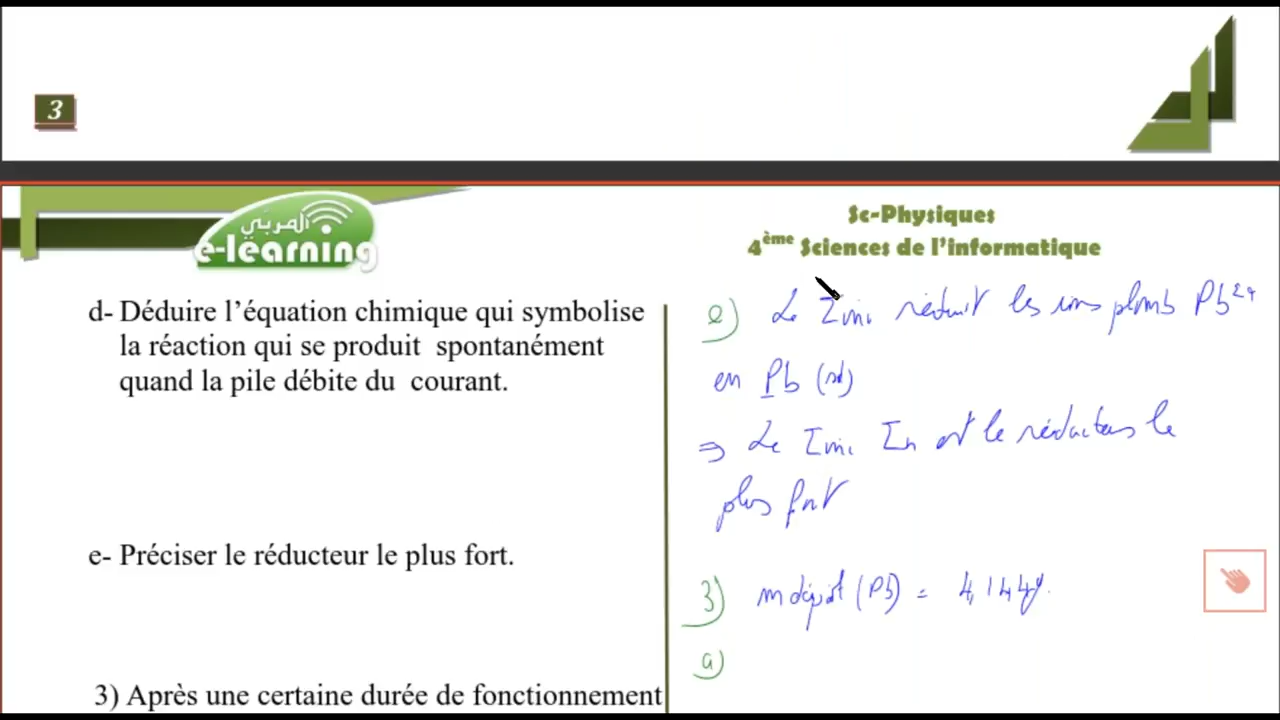 3
العربي
e-learning
Sc-Physiques
4ème Sciences de l'informatique
d- Déduire l'équation chimique qui symbolise
la réaction qui se produit spontanément
quand la pile débite du courant.
e- Préciser le réducteur le plus fort.
3) Après une certaine durée de fonctionnement
e) Le Zinc réduit les ions plomb Pb2+
en Pb (sd)
⇒ Le Zinc Zn est le réducteur le
plus fort
3) m dépôt (Pb) = 4,144g.
a)